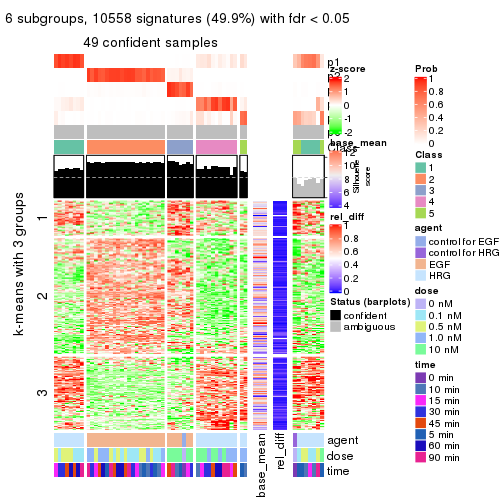 6 subgroups, 10558 signatures (49.9%) with fdr < 0.05
49 confident samples
p1
p2
Class
k-means with 3 groups
1
2
3
agent
dose
time
base_mean
rel_diff
z-score
2
1
0
-1
-2
base_mean
12
10
8
6
4
Silhouette
score
rel_diff
1
0.8
0.6
0.4
0.2
0
Status (barplots)
confident
ambiguous
Prob
1
0.8
0.6
0.4
0.2
0
Class
1
2
3
4
5
agent
control for EGF
control for HRG
EGF
HRG
dose
0 nM
0.1 nM
0.5 nM
1.0 nM
10 nM
time
0 min
10 min
15 min
30 min
45 min
5 min
60 min
90 min